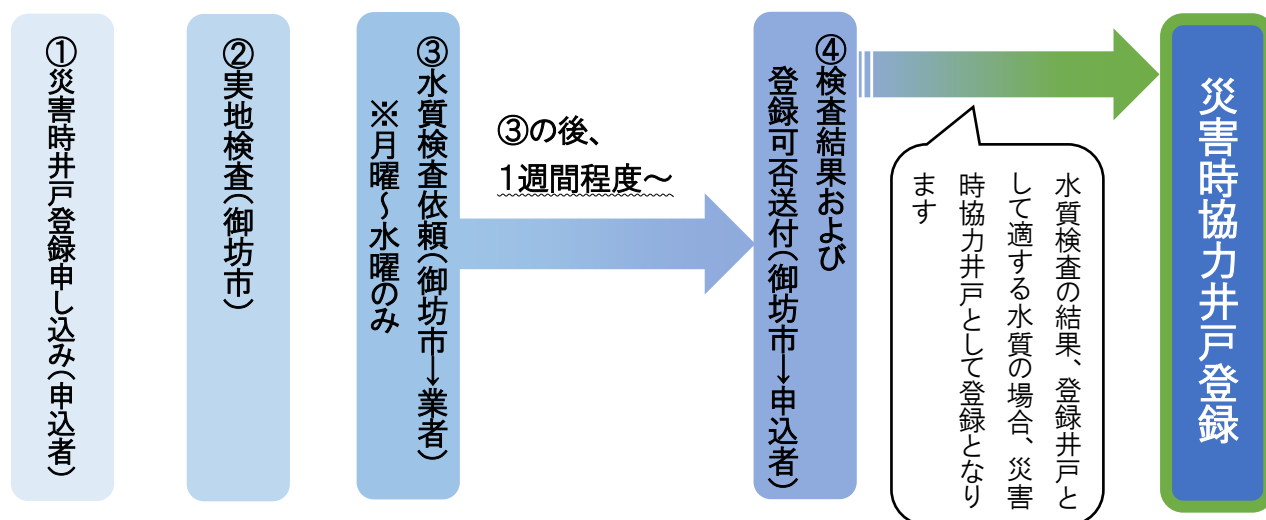 ①災害時井戸登録申し込み(申込者)
②実地検査(御坊市)
③水質検査依頼(御坊市→業者)
※月曜～水曜のみ
③の後、
1週間程度～
④検査結果および
登録可否送付(御坊市→申込者)
水質検査の結果、登録井戸と
して適する水質の場合、災害
時協力井戸として登録となり
ます
災害時協力井戸登録